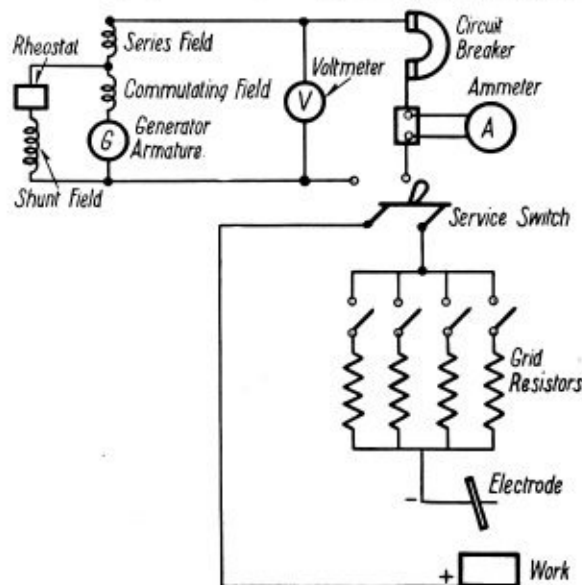 Series Field
Circuit
Breaker
Rheostat
Voltmeter
Commutating Field
V
Ammeter
G
Generator
Armature.
A
Shunt Field
Service Switch
Grid
Resistors
-
Electrode
+
Work